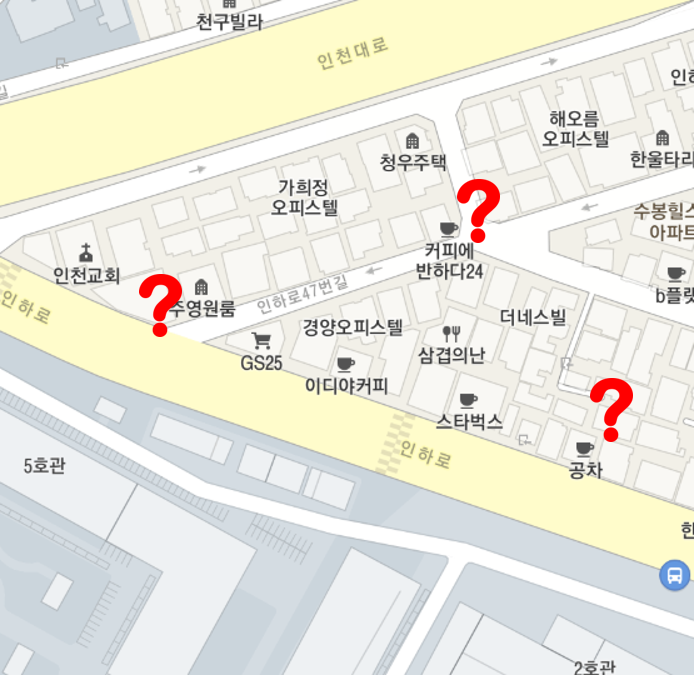 천구빌라
인천대로
길
인하
해오름
오피스텔
한울타리
청우주택
가희정
오피스텔
수봉힐스
아파트
커피에
반하다24
인천교회
b플랫
주영원룸
인하로47번길
인하로
경양오피스텔
더네스빌
GS25
삼겹의난
이디야커피
스타벅스
인하로
5호관
공차
한
2호관
?
?
?